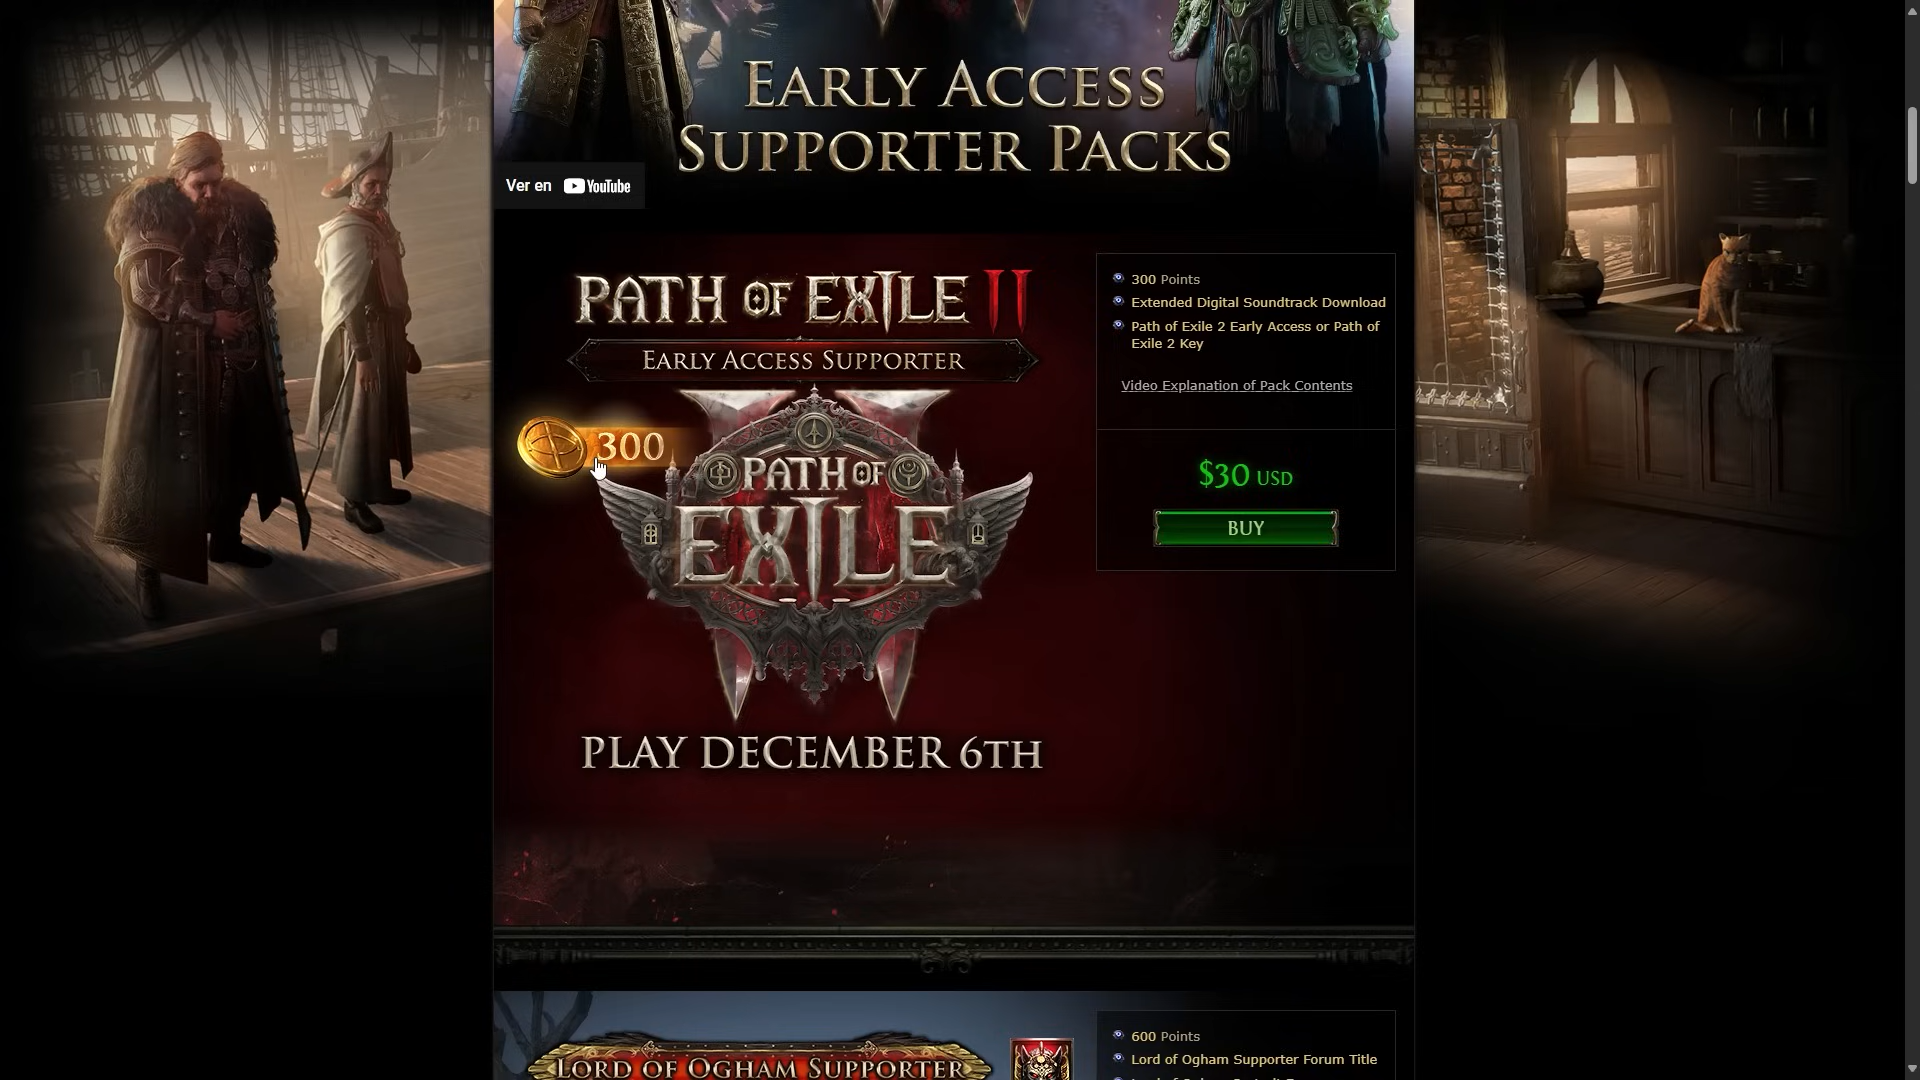 EARLY ACCESS
SUPPORTER PACKS
Ver en YouTube
PATH OF EXILE II
EARLY ACCESS SUPPORTER
300
PATH OF
EXILE
PLAY DECEMBER 6TH
300 Points
Extended Digital Soundtrack Download
Path of Exile 2 Early Access or Path of
Exile 2 Key
Video Explanation of Pack Contents
$30 USD
BUY
LORD OF OGHAM SUPPORTER
600 Points
Lord of Ogham Supporter Forum Title